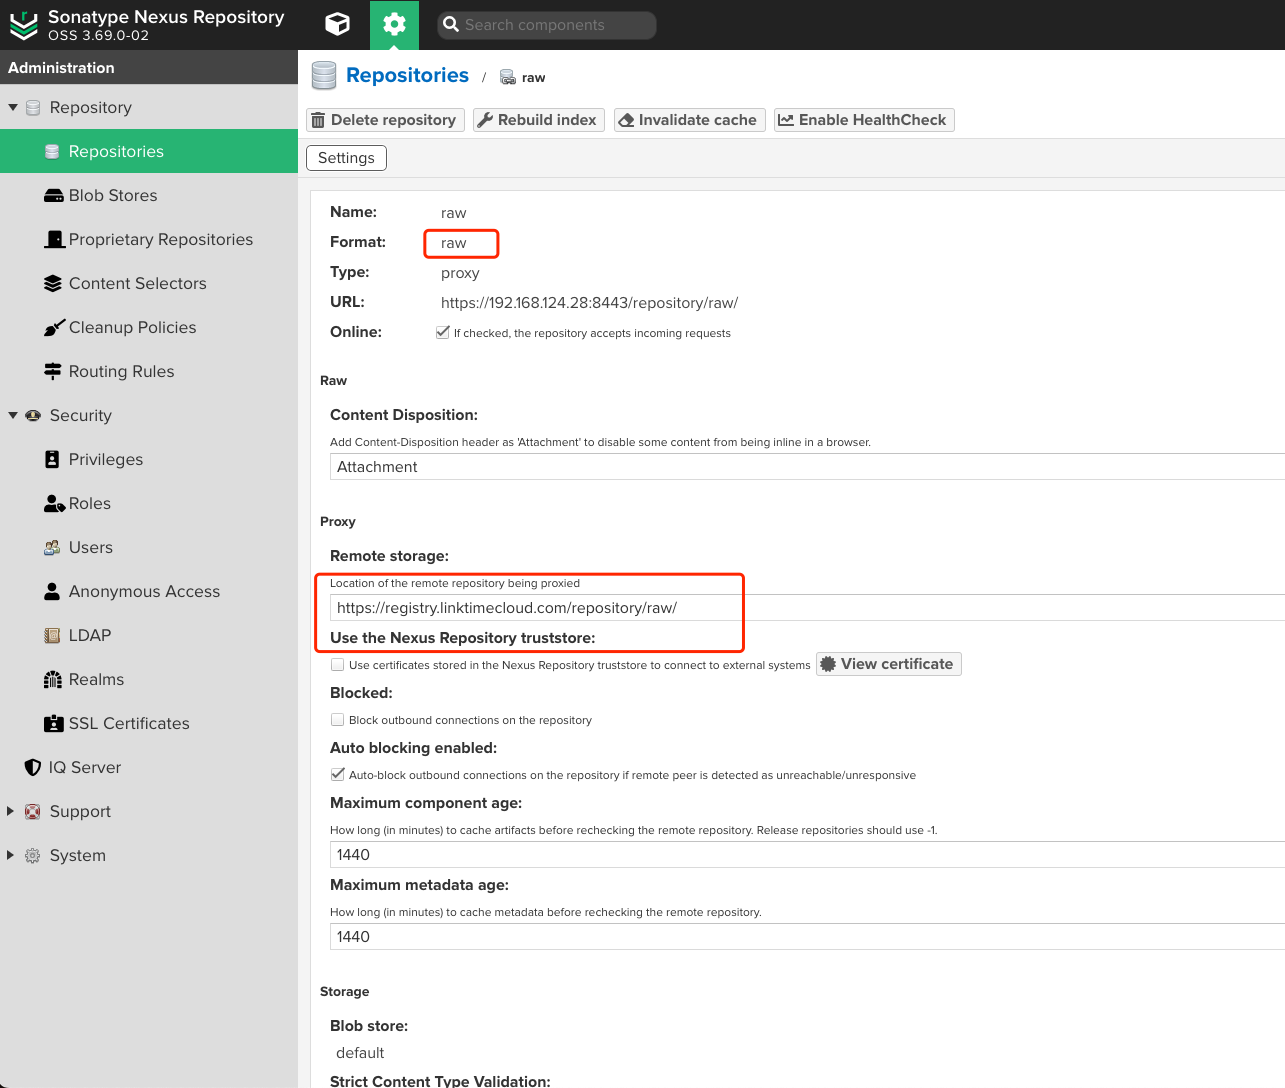 Sonatype Nexus Repository
OSS 3.69.0-02
Search components
Administration
Repository
Repositories
Blob Stores
Proprietary Repositories
Content Selectors
Cleanup Policies
Routing Rules
Security
Privileges
Roles
Users
Anonymous Access
LDAP
Realms
SSL Certificates
IQ Server
Support
System
Repositories / raw
Delete repository Rebuild index Invalidate cache Enable HealthCheck
Settings
Name: raw
Format: raw
Type: proxy
URL: https://192.168.124.28:8443/repository/raw/
Online: If checked, the repository accepts incoming requests
Raw
Content Disposition:
Add Content-Disposition header as 'Attachment' to disable some content from being inline in a browser.
Attachment
Proxy
Remote storage:
Location of the remote repository being proxied
https://registry.linktimecloud.com/repository/raw/
Use the Nexus Repository truststore:
Use certificates stored in the Nexus Repository truststore to connect to external systems View certificate
Blocked:
Block outbound connections on the repository
Auto blocking enabled:
Auto-block outbound connections on the repository if remote peer is detected as unreachable/unresponsive
Maximum component age:
How long (in minutes) to cache artifacts before rechecking the remote repository. Release repositories should use -1.
1440
Maximum metadata age:
How long (in minutes) to cache metadata before rechecking the remote repository.
1440
Storage
Blob store:
default
Strict Content Type Validation: